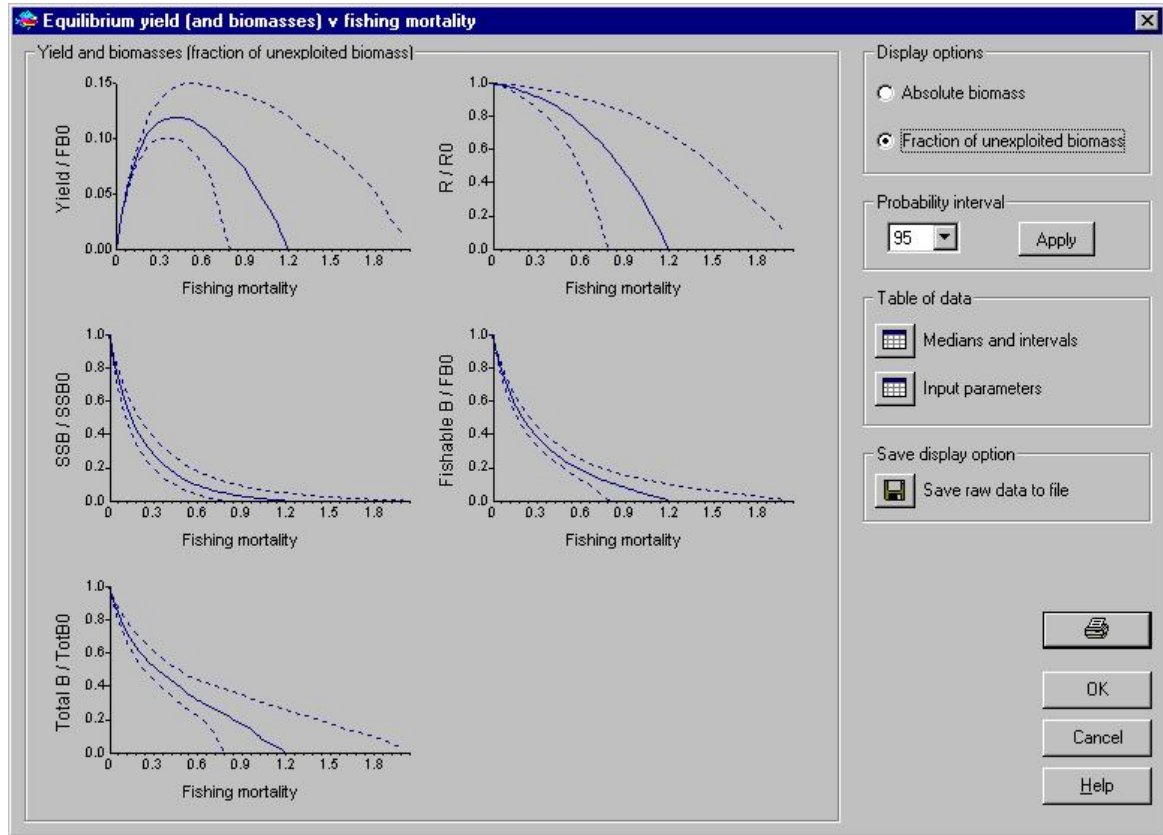 Equilibrium yield (and biomasses) v fishing mortality
Yield and biomasses (fraction of unexploited biomass)
Yield / FB0
0.15
0.10
0.05
0.00
0 0.3 0.6 0.9 1.2 1.5 1.8
Fishing mortality
R / R0
1.0
0.8
0.6
0.4
0.2
0.0
0 0.3 0.6 0.9 1.2 1.5 1.8
Fishing mortality
SSB / SSB0
1.0
0.8
0.6
0.4
0.2
0.0
0 0.3 0.6 0.9 1.2 1.5 1.8
Fishing mortality
Fishable B / FB0
1.0
0.8
0.6
0.4
0.2
0.0
0 0.3 0.6 0.9 1.2 1.5 1.8
Fishing mortality
Total B / TotB0
1.0
0.8
0.6
0.4
0.2
0.0
0 0.3 0.6 0.9 1.2 1.5 1.8
Fishing mortality
Display options
Absolute biomass
Fraction of unexploited biomass
Probability interval
95
Apply
Table of data
Medians and intervals
Input parameters
Save display option
Save raw data to file
OK
Cancel
Help